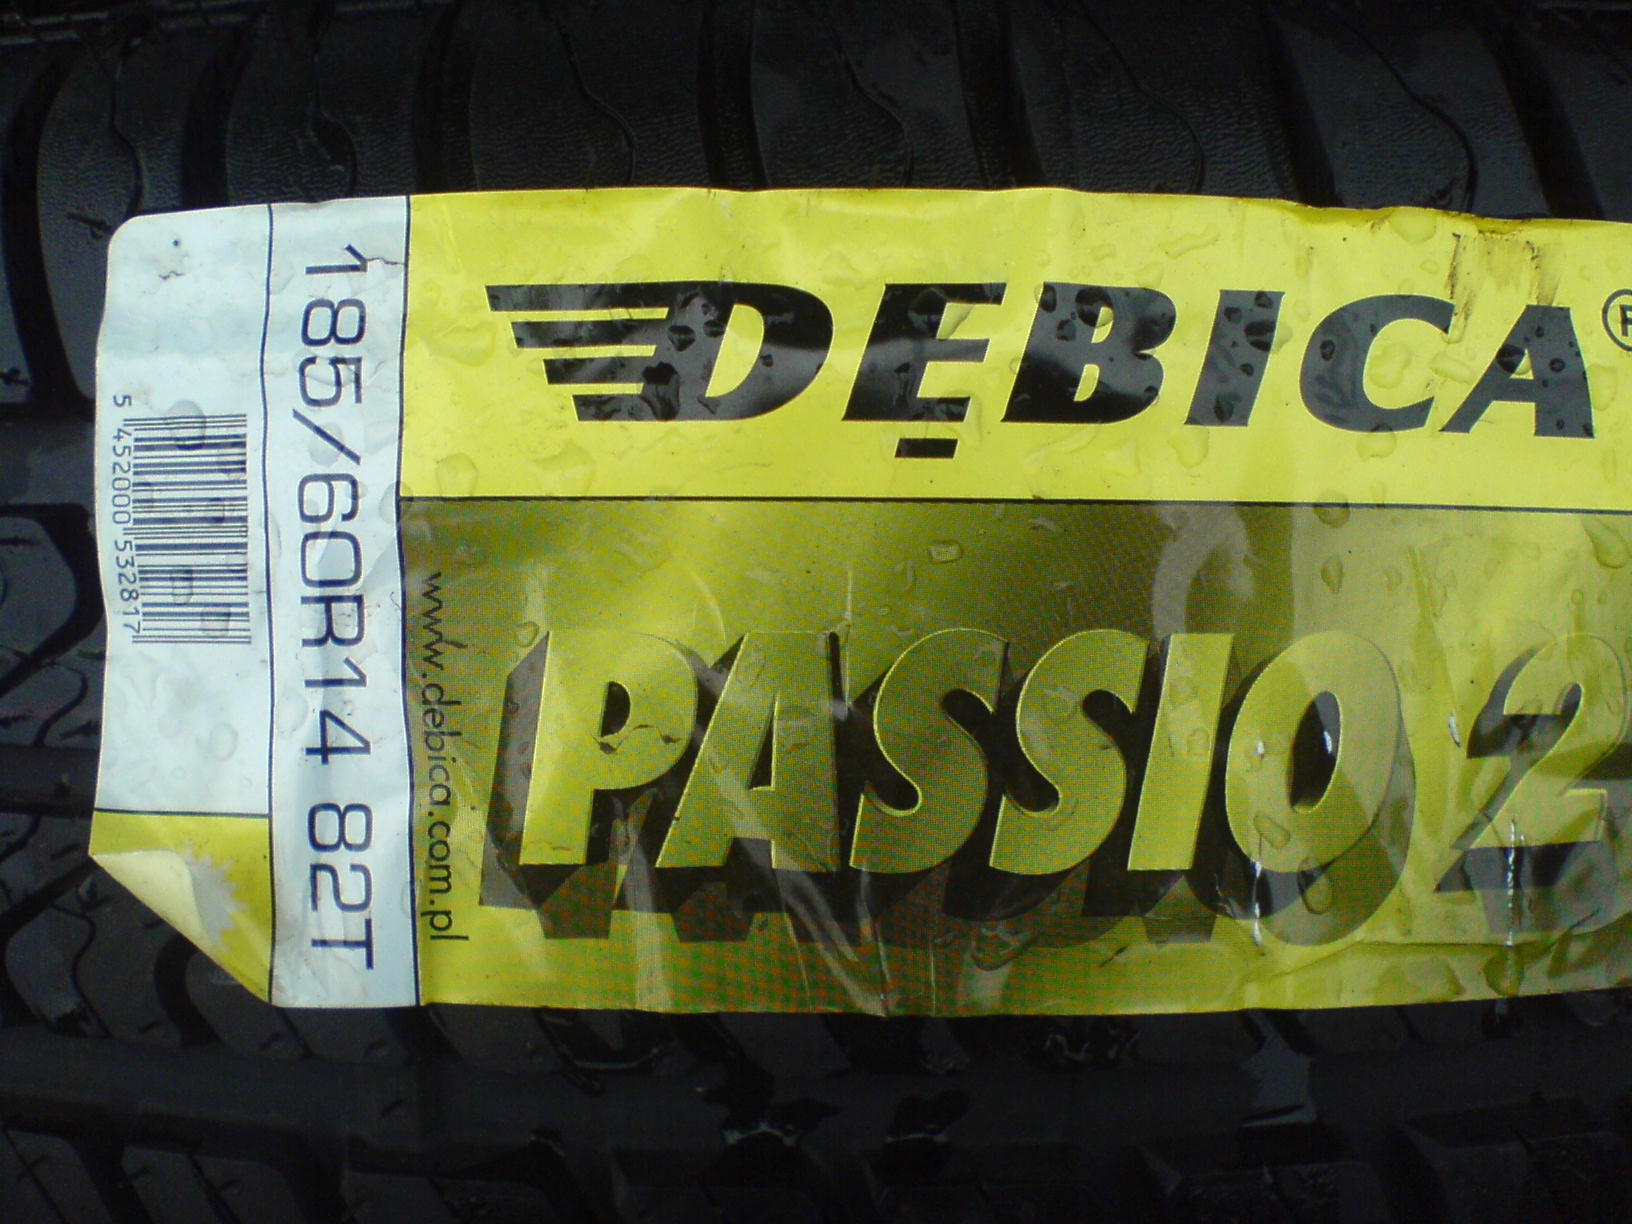 DĘBICA®
PASSIO 2
www.debica.com.pl
185/60R14 82T
5 452000 532817